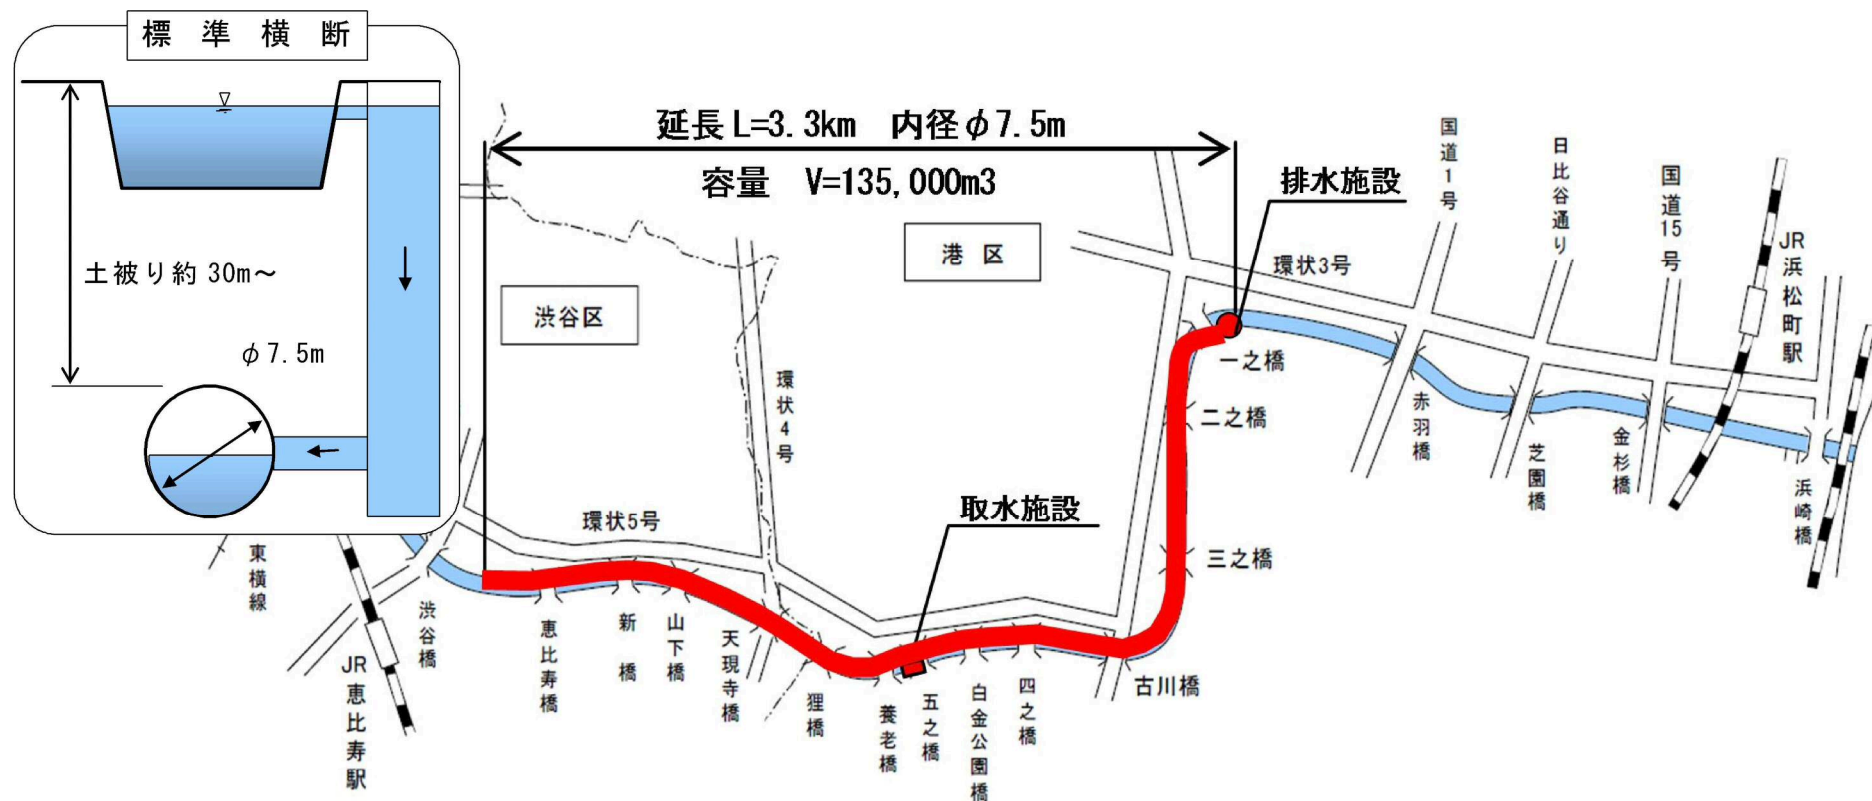 標準横断
土被り約30m～
φ7.5m
延長L=3.3km 内径φ7.5m
容量 V=135,000m3
排水施設
取水施設
渋谷区
港区
環状3号
環状4号
環状5号
国道1号
日比谷通り
国道15号
JR浜松町駅
東横線
JR恵比寿駅
渋谷橋
恵比寿橋
新橋
山下橋
天現寺橋
狸橋
養老橋
五之橋
白金公園橋
四之橋
古川橋
三之橋
二之橋
一之橋
赤羽橋
芝園橋
金杉橋
浜崎橋